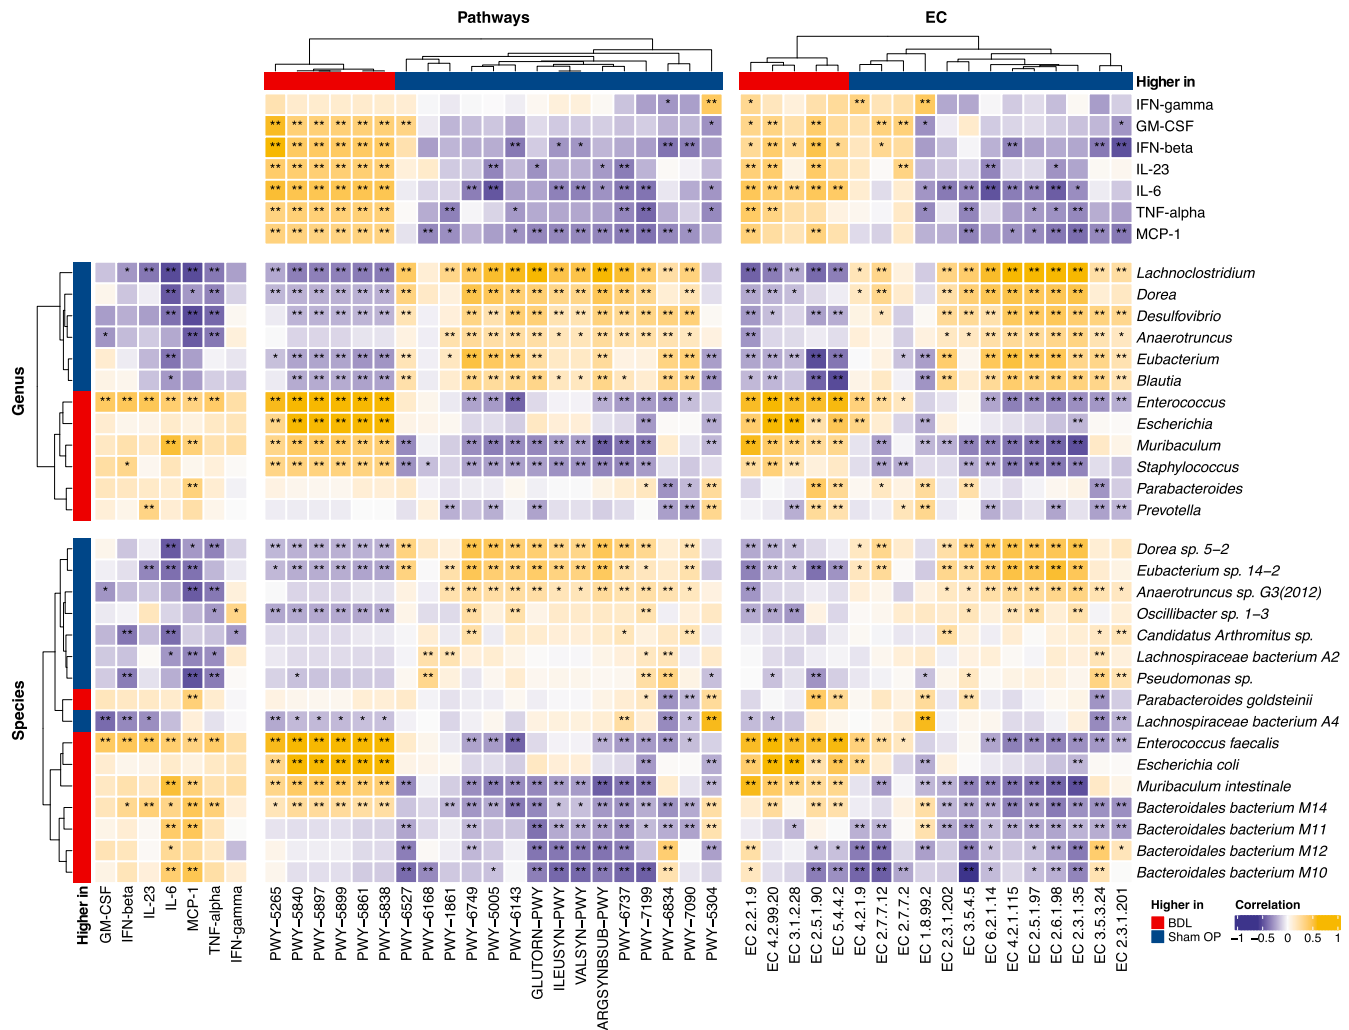 Pathways
EC
Higher in
IFN-gamma
GM-CSF
IFN-beta
IL-23
IL-6
TNF-alpha
MCP-1
Genus
Lachnoclostridium
Dorea
Desulfovibrio
Anaerotruncus
Eubacterium
Blautia
Enterococcus
Escherichia
Muribaculum
Staphylococcus
Parabacteroides
Prevotella
Species
Dorea sp. 5−2
Eubacterium sp. 14−2
Anaerotruncus sp. G3(2012)
Oscillibacter sp. 1−3
Candidatus Arthromitus sp.
Lachnospiraceae bacterium A2
Pseudomonas sp.
Parabacteroides goldsteinii
Lachnospiraceae bacterium A4
Enterococcus faecalis
Escherichia coli
Muribaculum intestinale
Bacteroidales bacterium M14
Bacteroidales bacterium M11
Bacteroidales bacterium M12
Bacteroidales bacterium M10
Higher in
GM-CSF
IFN-beta
IL-23
IL-6
MCP-1
TNF-alpha
IFN-gamma
PWY−5265
PWY−5840
PWY−5897
PWY−5899
PWY−5861
PWY−5838
PWY−6527
PWY−6168
PWY−1861
PWY−6749
PWY−5005
PWY−6143
GLUTORN−PWY
ILEUSYN−PWY
VALSYN−PWY
ARGSYNBSUB−PWY
PWY−6737
PWY−7199
PWY−6834
PWY−7090
PWY−5304
EC 2.2.1.9
EC 4.2.99.20
EC 3.1.2.28
EC 2.5.1.90
EC 5.4.4.2
EC 4.2.1.9
EC 2.7.7.12
EC 2.7.7.2
EC 1.8.99.2
EC 2.3.1.202
EC 3.5.4.5
EC 6.2.1.14
EC 4.2.1.115
EC 2.5.1.97
EC 2.6.1.98
EC 2.3.1.35
EC 3.5.3.24
EC 2.3.1.201
Higher in
BDL
Sham OP
Correlation
−1 −0.5 0 0.5 1